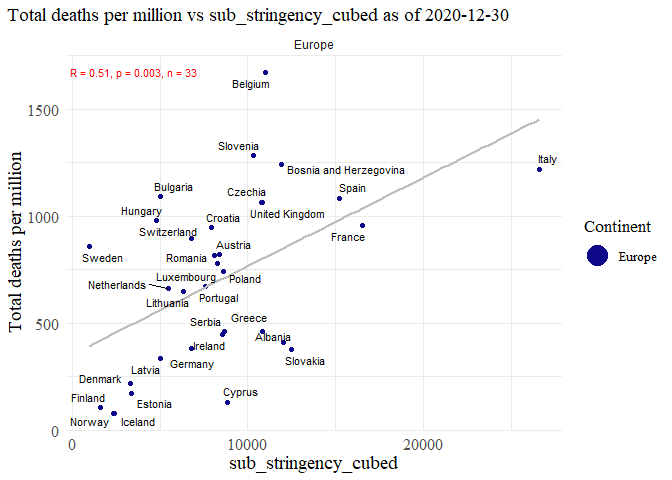 Total deaths per million vs sub_stringency_cubed as of 2020-12-30
Europe
R = 0.51, p = 0.003, n = 33
Belgium
1500
Slovenia
Bosnia and Herzegovina
Italy
Bulgaria
Czechia
Spain
Hungary
1000
Croatia
United Kingdom
Switzerland
France
Continent
Europe
Sweden
Romania
Austria
Luxembourg
Poland
Netherlands
Lithuania
Portugal
500
Serbia
Greece
Ireland
Albania
Latvia
Germany
Slovakia
Denmark
Finland
Estonia
Cyprus
Norway
Iceland
0
0
10000
20000
sub_stringency_cubed
Total deaths per million